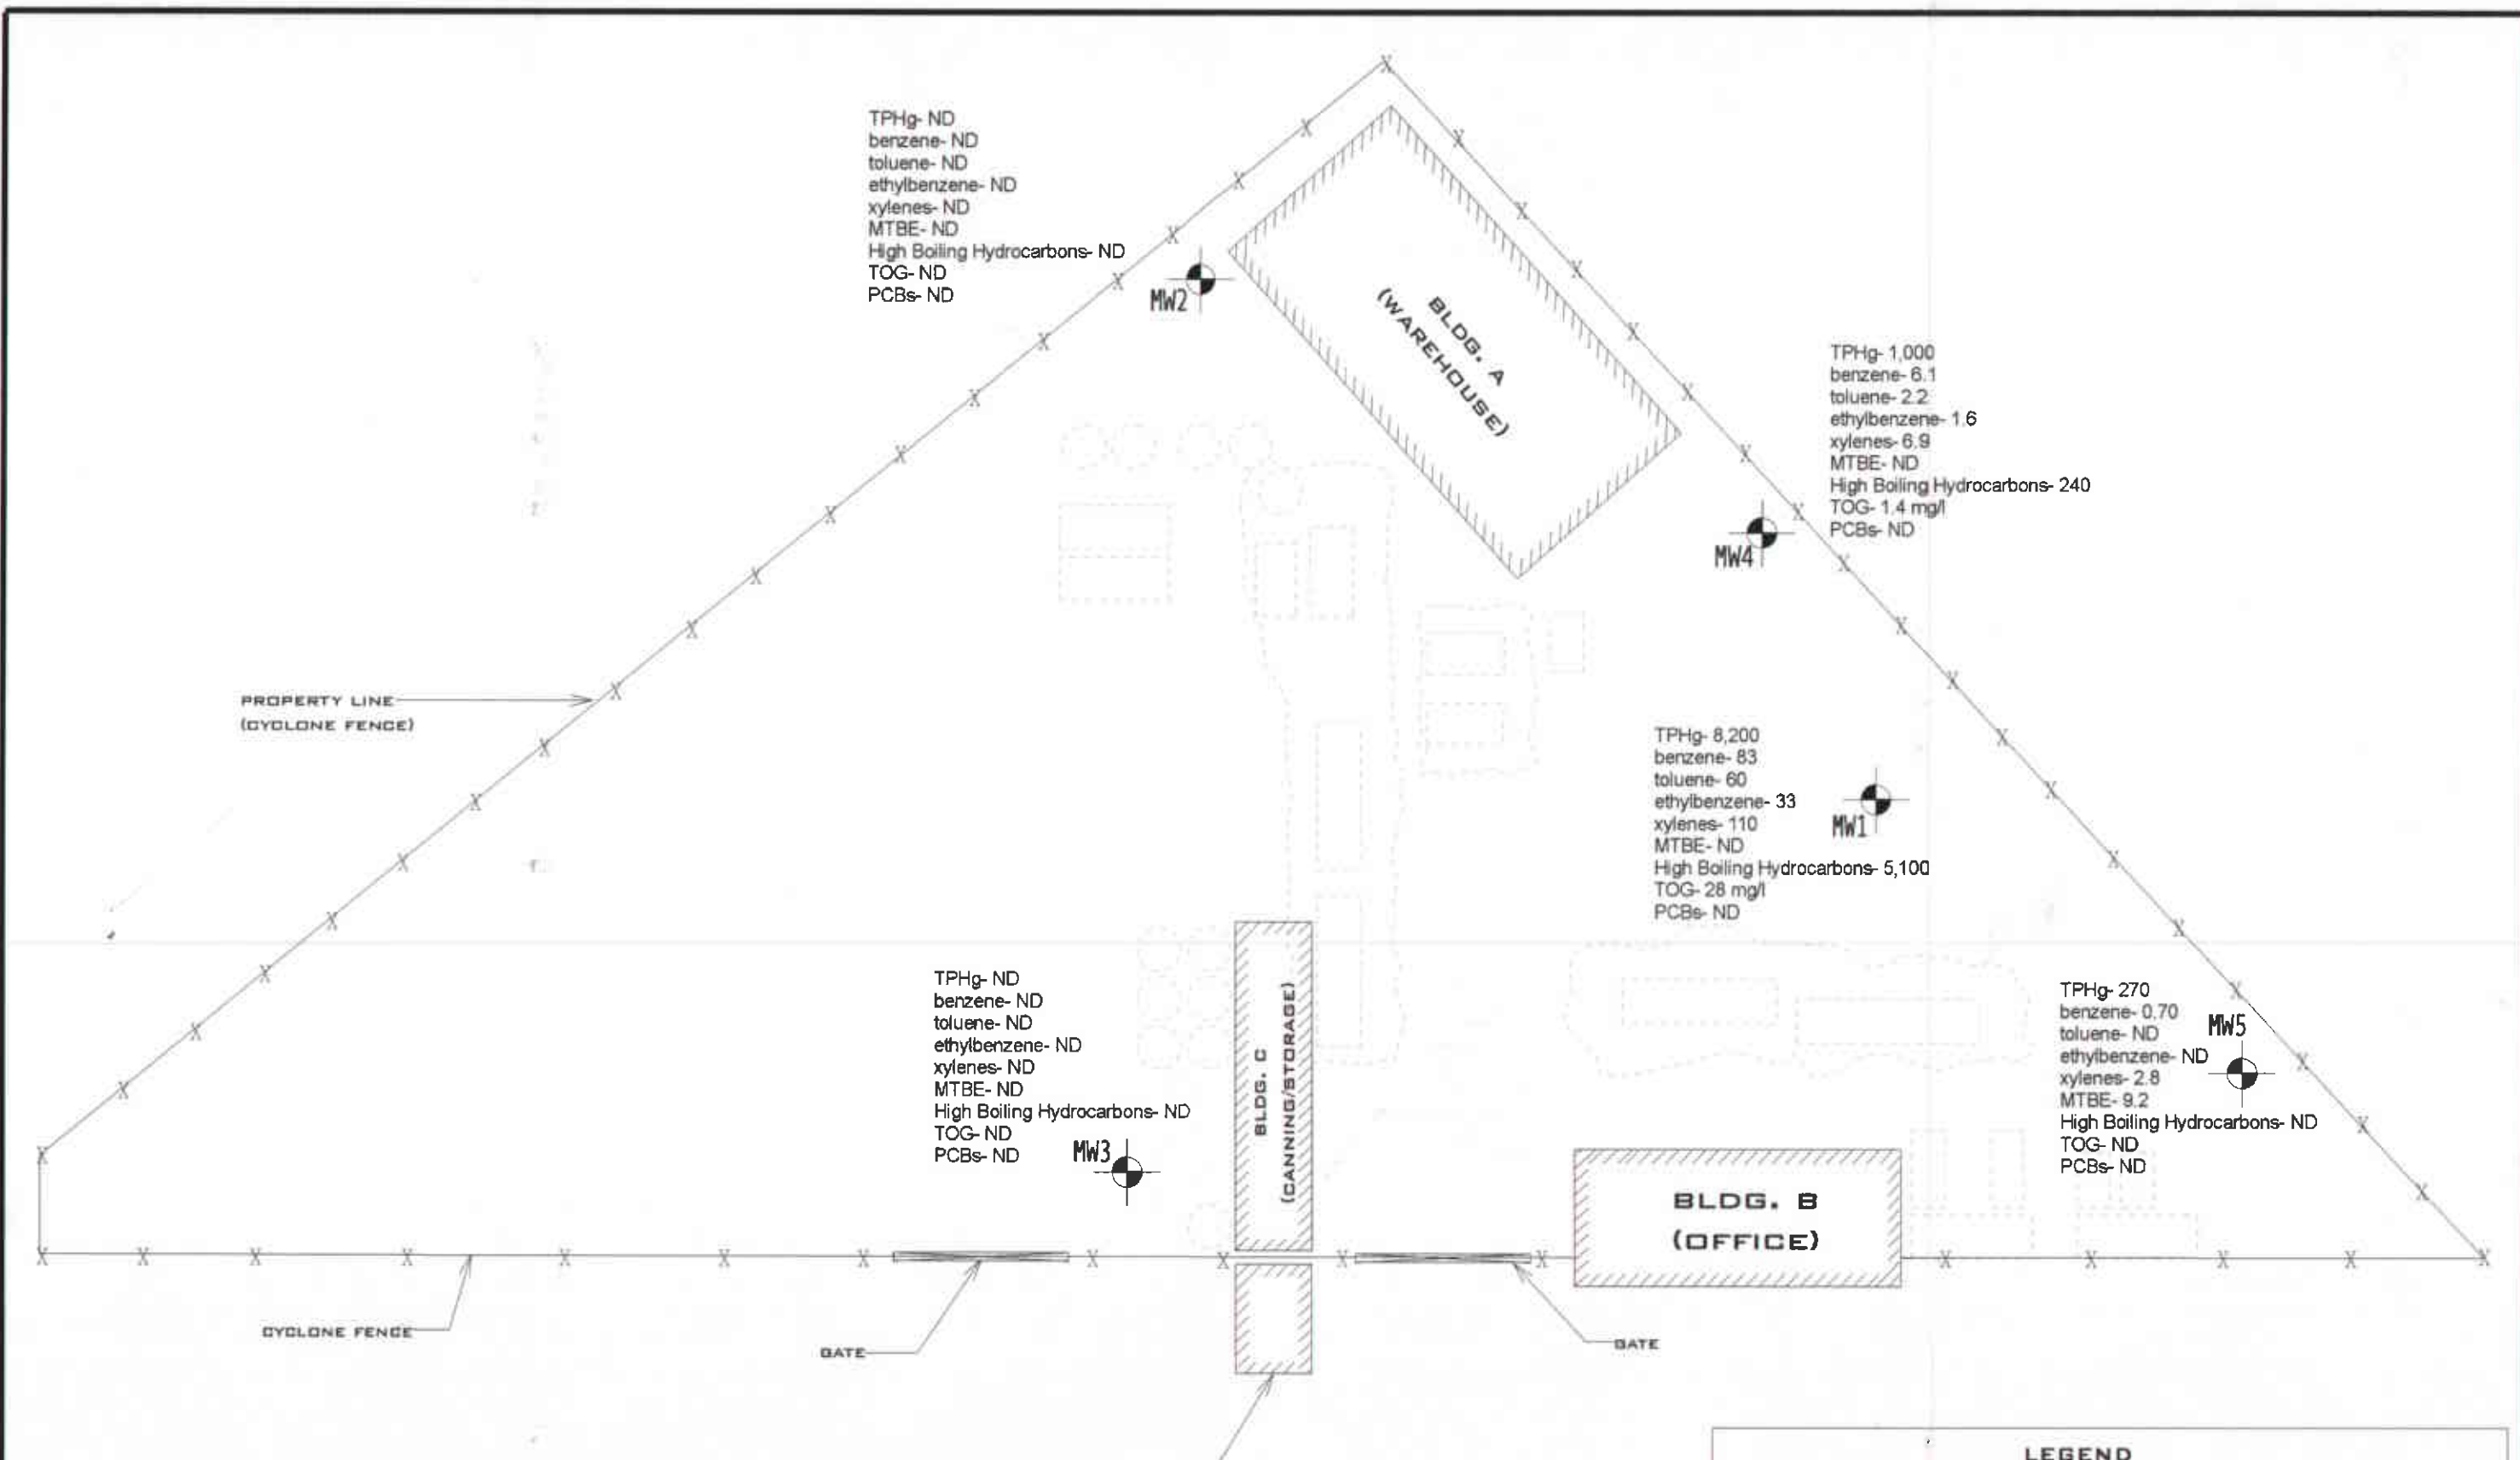 TPHg- ND
benzene- ND
toluene- ND
ethylbenzene- ND
xylenes- ND
MTBE- ND
High Boiling Hydrocarbons- ND
TOG- ND
PCBs- ND
MW2
BLDG. A
(WAREHOUSE)
TPHg- 1,000
benzene- 6.1
toluene- 2.2
ethylbenzene- 1.6
xylenes- 6.9
MTBE- ND
High Boiling Hydrocarbons- 240
TOG- 1.4 mg/l
PCBs- ND
MW4
PROPERTY LINE
(CYCLONE FENCE)
TPHg- 8,200
benzene- 83
toluene- 60
ethylbenzene- 33
xylenes- 110
MTBE- ND
High Boiling Hydrocarbons- 5,100
TOG- 28 mg/l
PCBs- ND
MW1
TPHg- ND
benzene- ND
toluene- ND
ethylbenzene- ND
xylenes- ND
MTBE- ND
High Boiling Hydrocarbons- ND
TOG- ND
PCBs- ND
MW3
BLDG. C
(CANNING/STORAGE)
TPHg- 270
benzene- 0.70
toluene- ND
ethylbenzene- ND
xylenes- 2.8
MTBE- 9.2
High Boiling Hydrocarbons- ND
TOG- ND
PCBs- ND
MW5
BLDG. B
(OFFICE)
CYCLONE FENCE
GATE
GATE
LEGEND